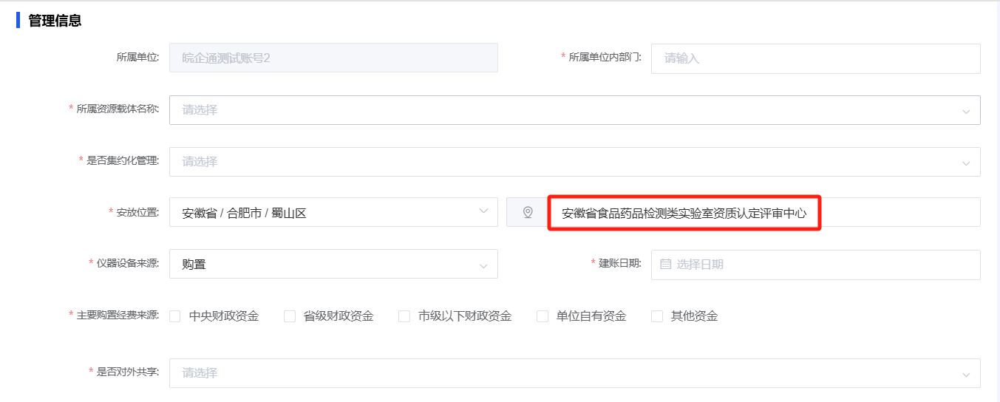 管理信息
所属单位: 皖企通测试账号2 * 所属单位内部门: 请输入
* 所属资源载体名称: 请选择
* 是否集约化管理: 请选择
* 安放位置: 安徽省 / 合肥市 / 蜀山区 安徽省食品药品检测类实验室资质认定评审中心
* 仪器设备来源: 购置 * 建账日期: 选择日期
* 主要购置经费来源: 中央财政资金 省级财政资金 市级以下财政资金 单位自有资金 其他资金
* 是否对外共享: 请选择